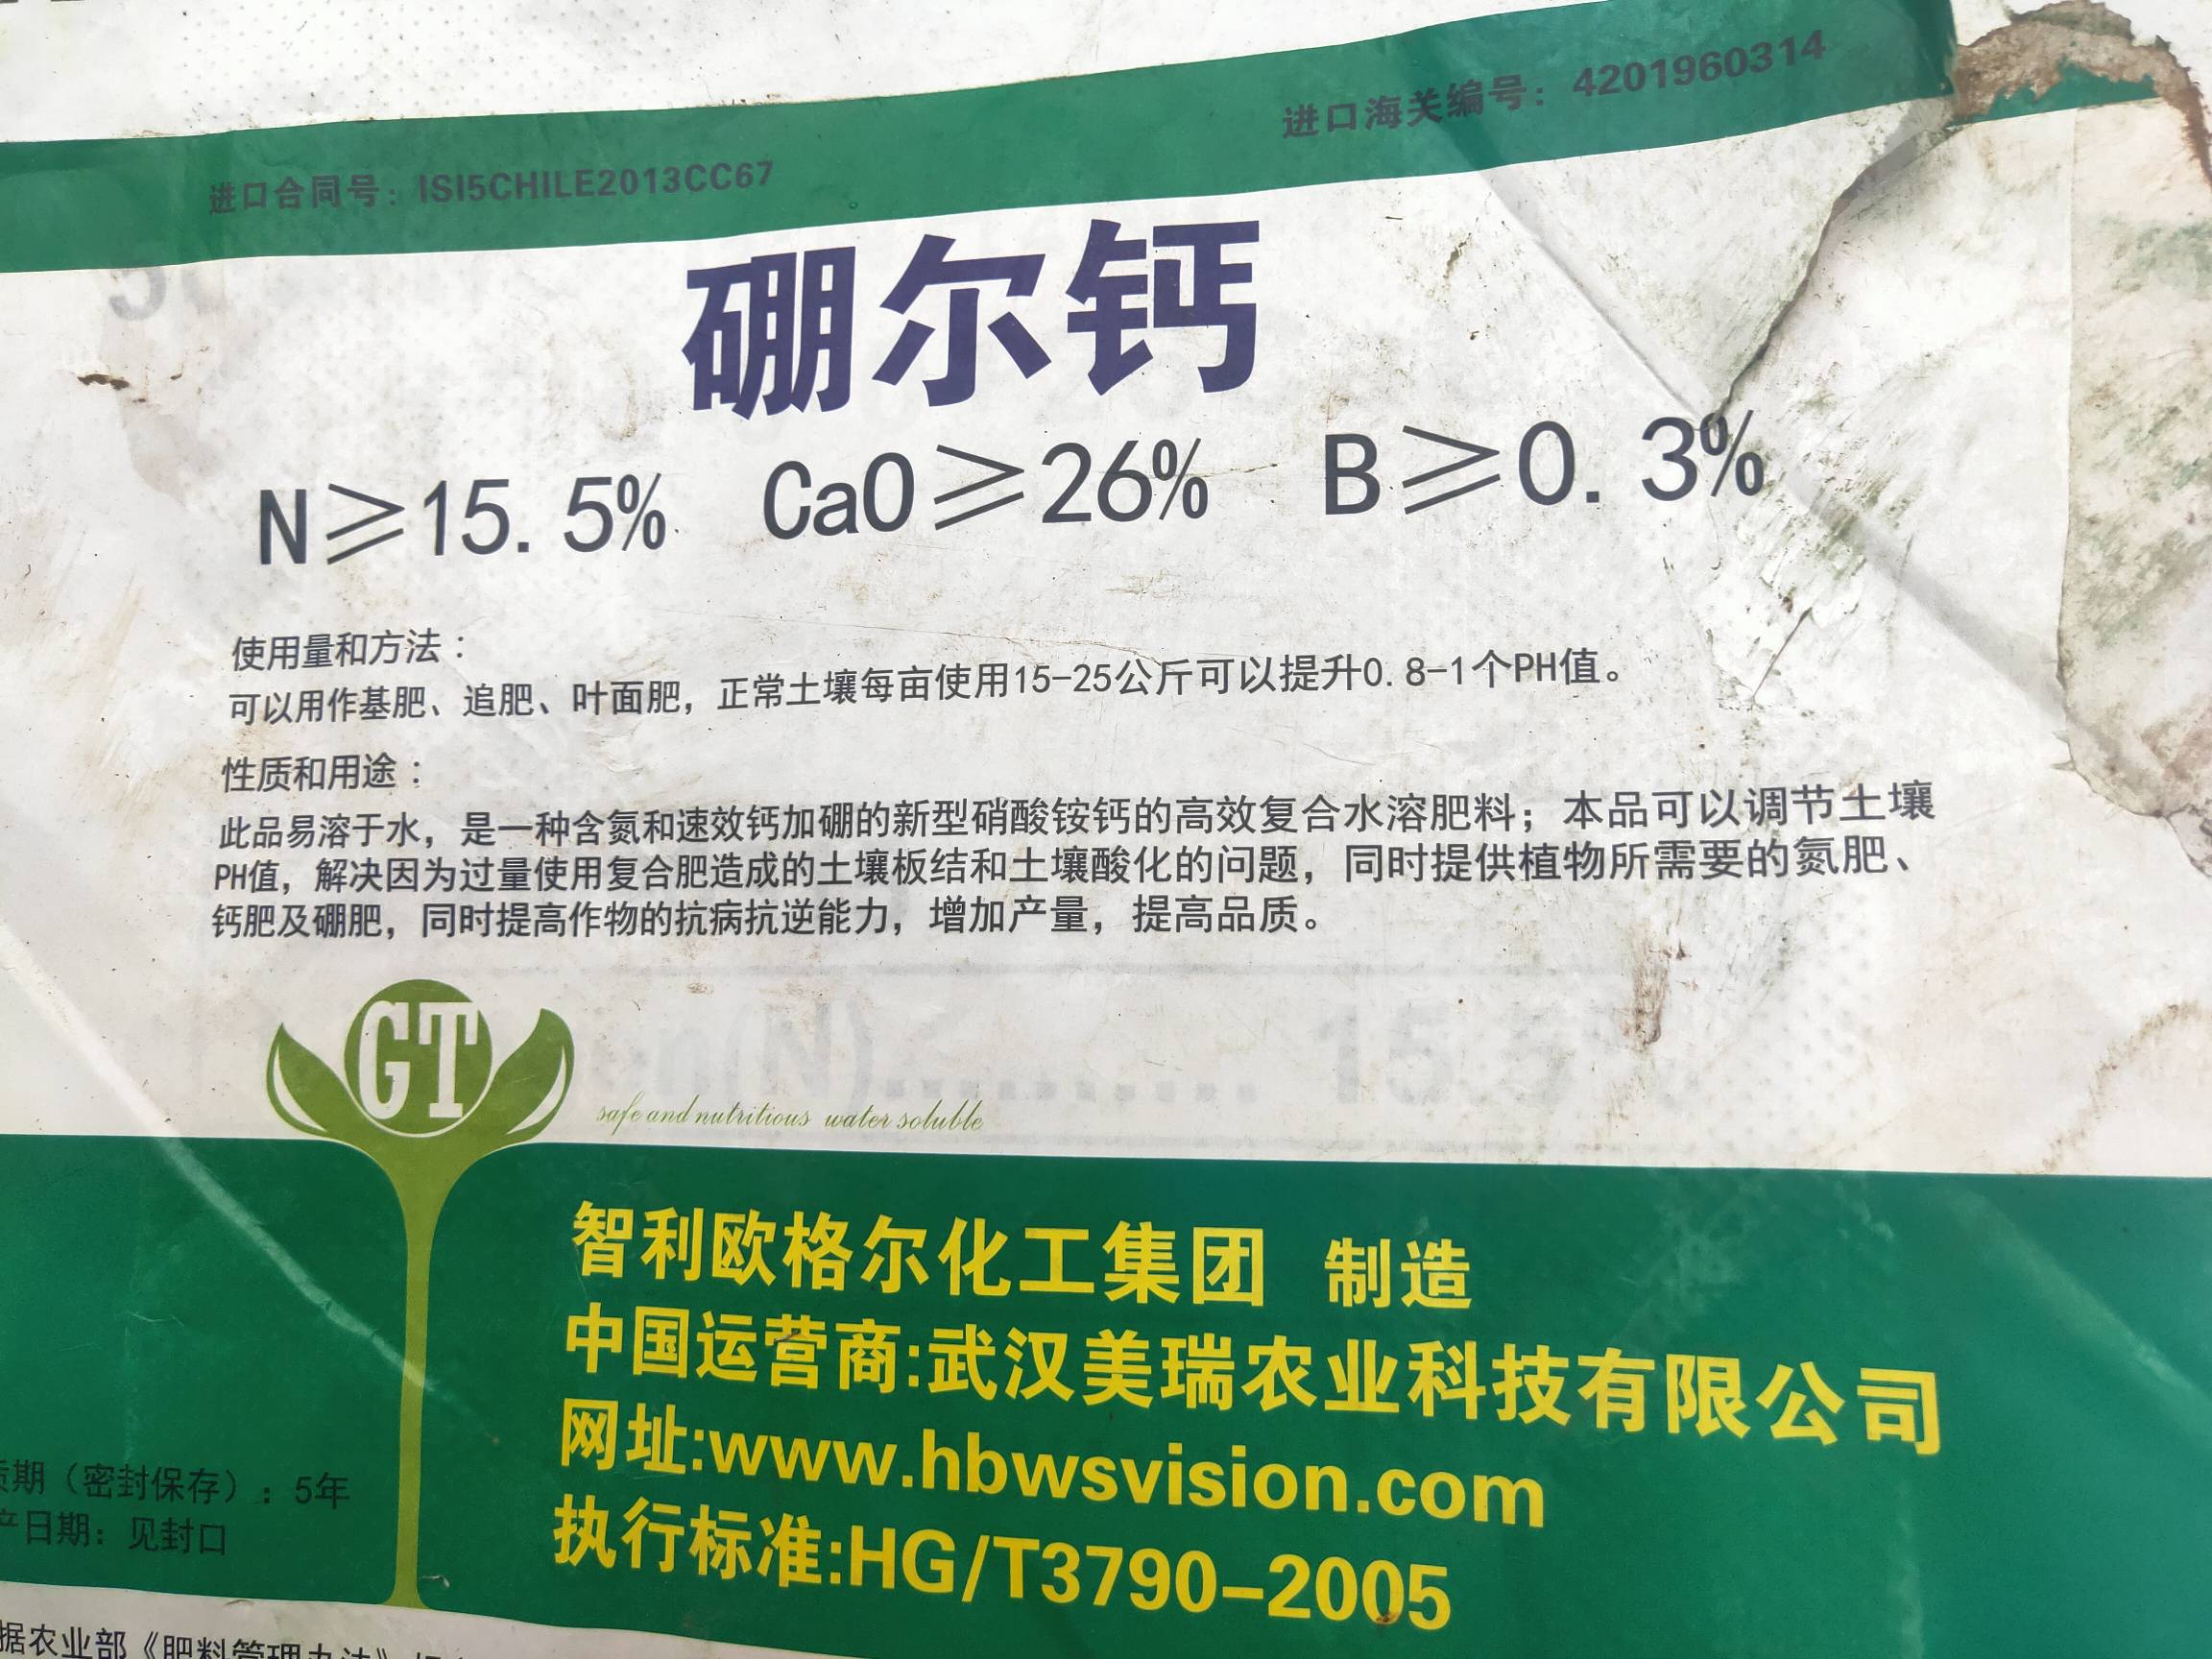 进口合同号：ISI5CHILE2013CC67
进口海关编号：4201960314
硼尔钙
N≥15.5% CaO≥26% B≥0.3%
使用量和方法：
可以用作基肥、追肥、叶面肥，正常土壤每亩使用15-25公斤可以提升0.8-1个PH值。
性质和用途：
此品易溶于水，是一种含氮和速效钙加硼的新型硝酸铵钙的高效复合水溶肥料；本品可以调节土壤
PH值，解决因为过量使用复合肥造成的土壤板结和土壤酸化的问题，同时提供植物所需要的氮肥、
钙肥及硼肥，同时提高作物的抗病抗逆能力，增加产量，提高品质。
GT
safe and nutritious water soluble
智利欧格尔化工集团 制造
中国运营商:武汉美瑞农业科技有限公司
网址:www.hbwsvision.com
执行标准:HG/T3790-2005
期（密封保存）：5年
日期：见封口
据农业部《肥料管理办法》